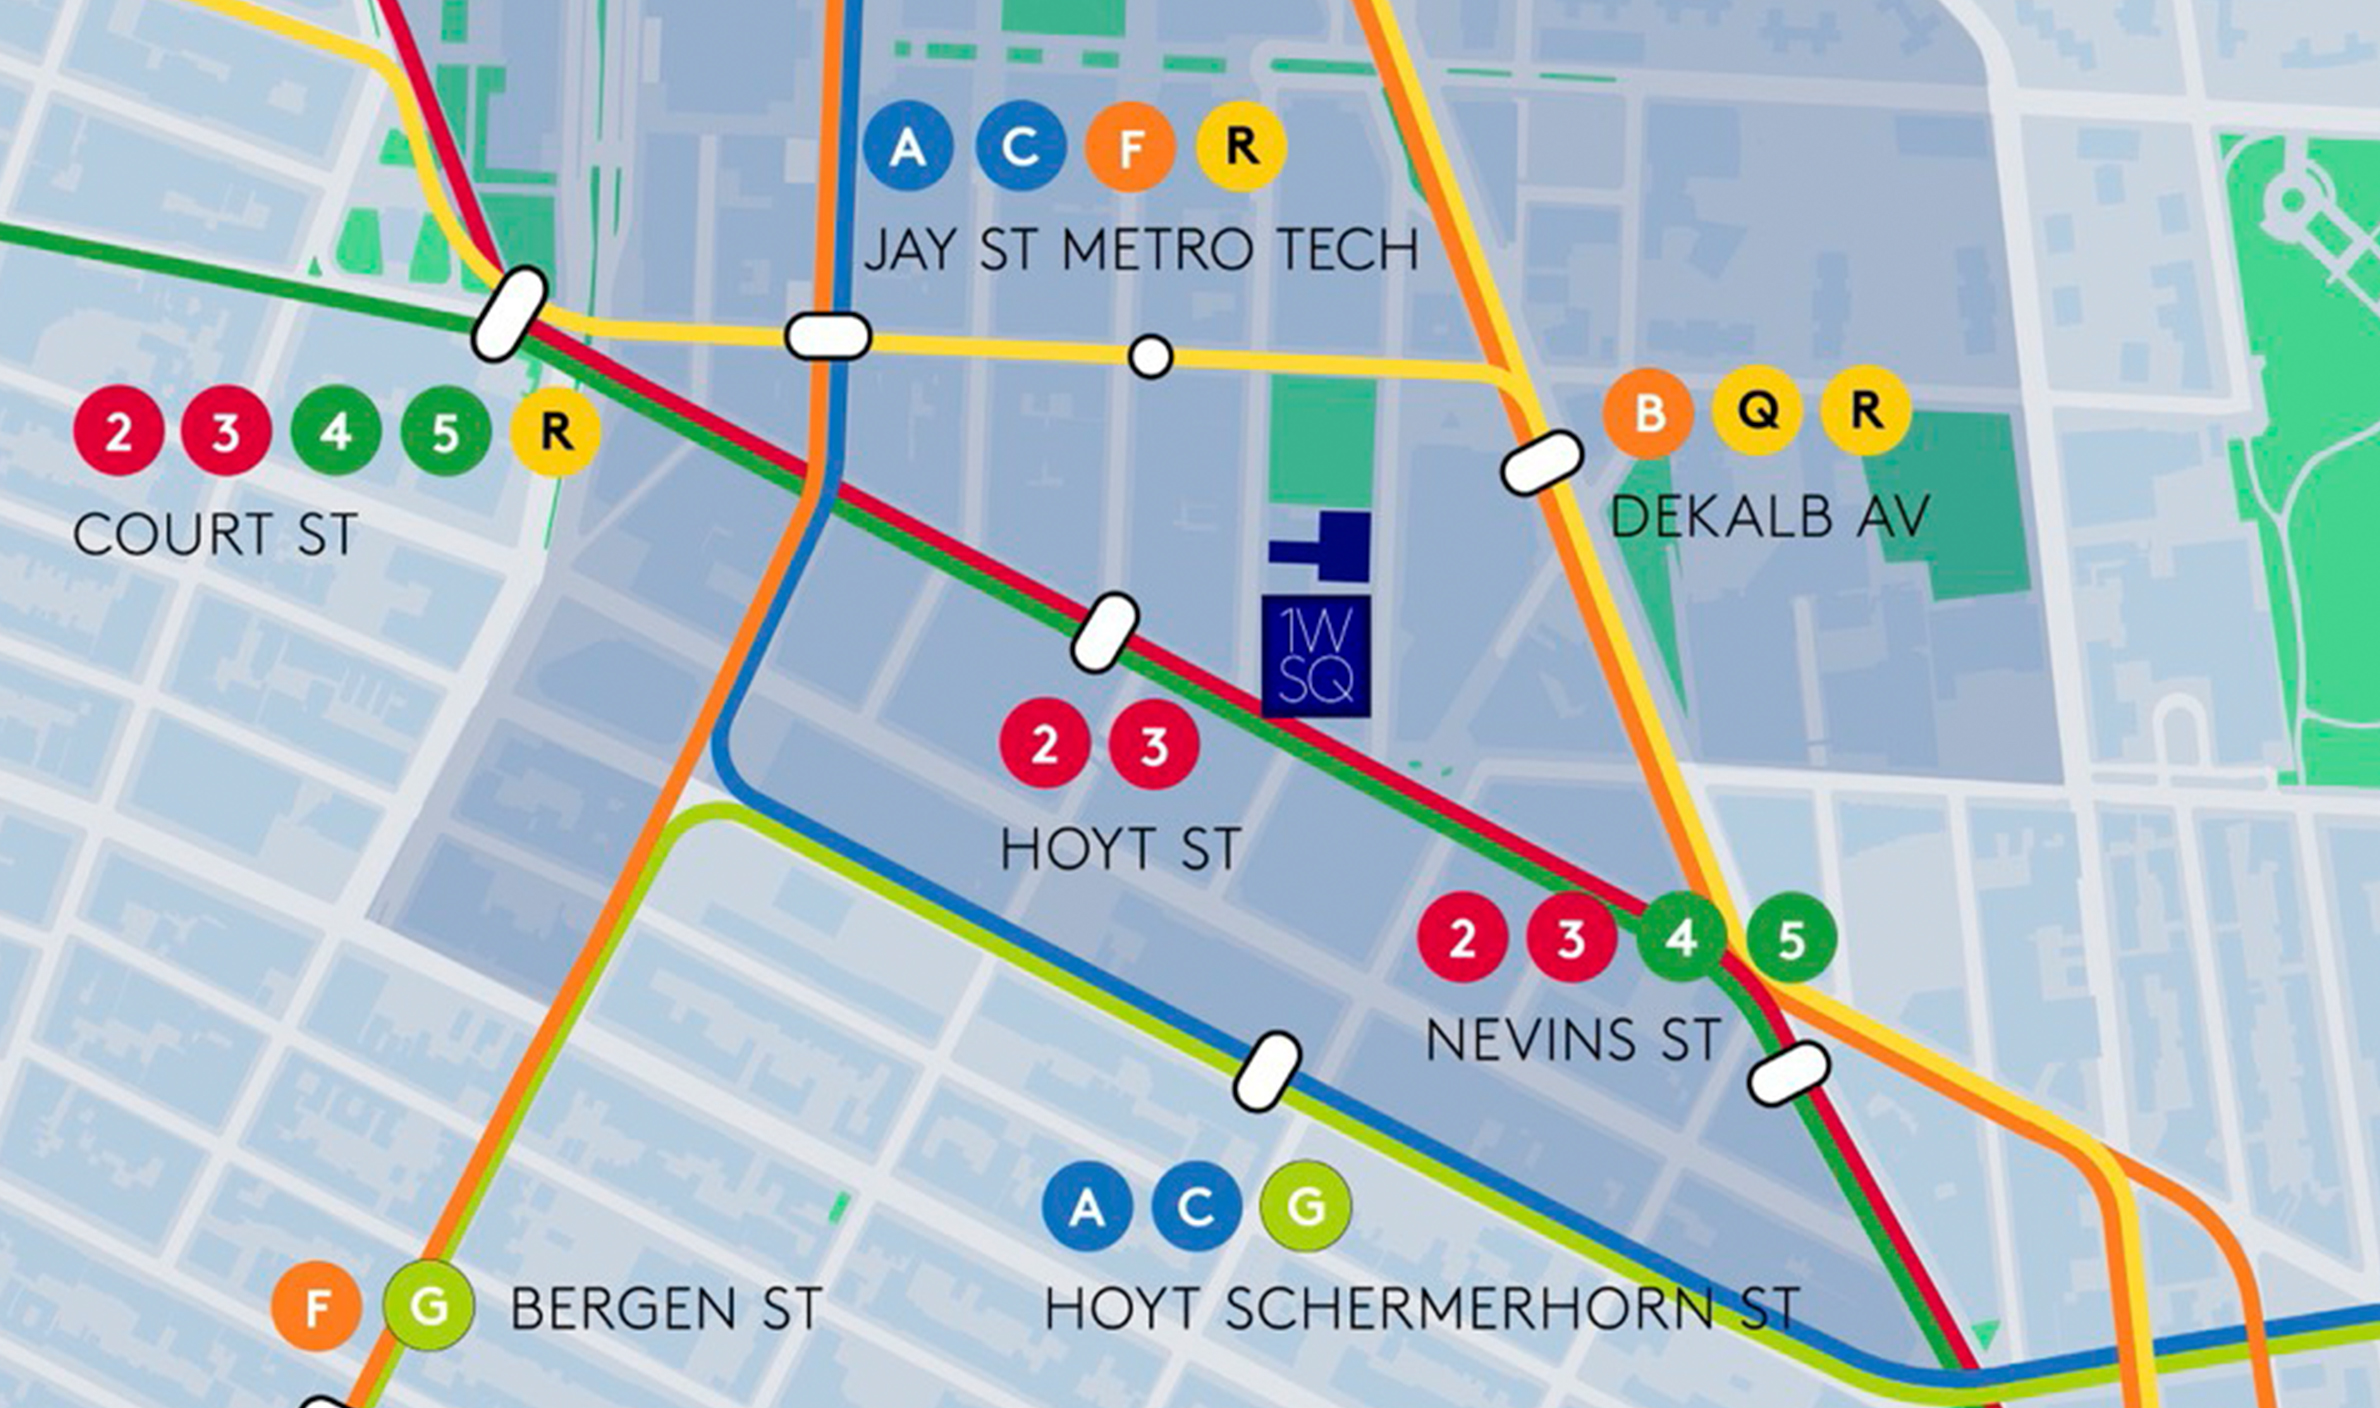 A C F R
JAY ST METRO TECH
2 3 4 5 R
COURT ST
B Q R
DEKALB AV
1W
SQ
2 3
HOYT ST
2 3 4 5
NEVINS ST
A C G
HOYT SCHERMERHORN ST
F G BERGEN ST